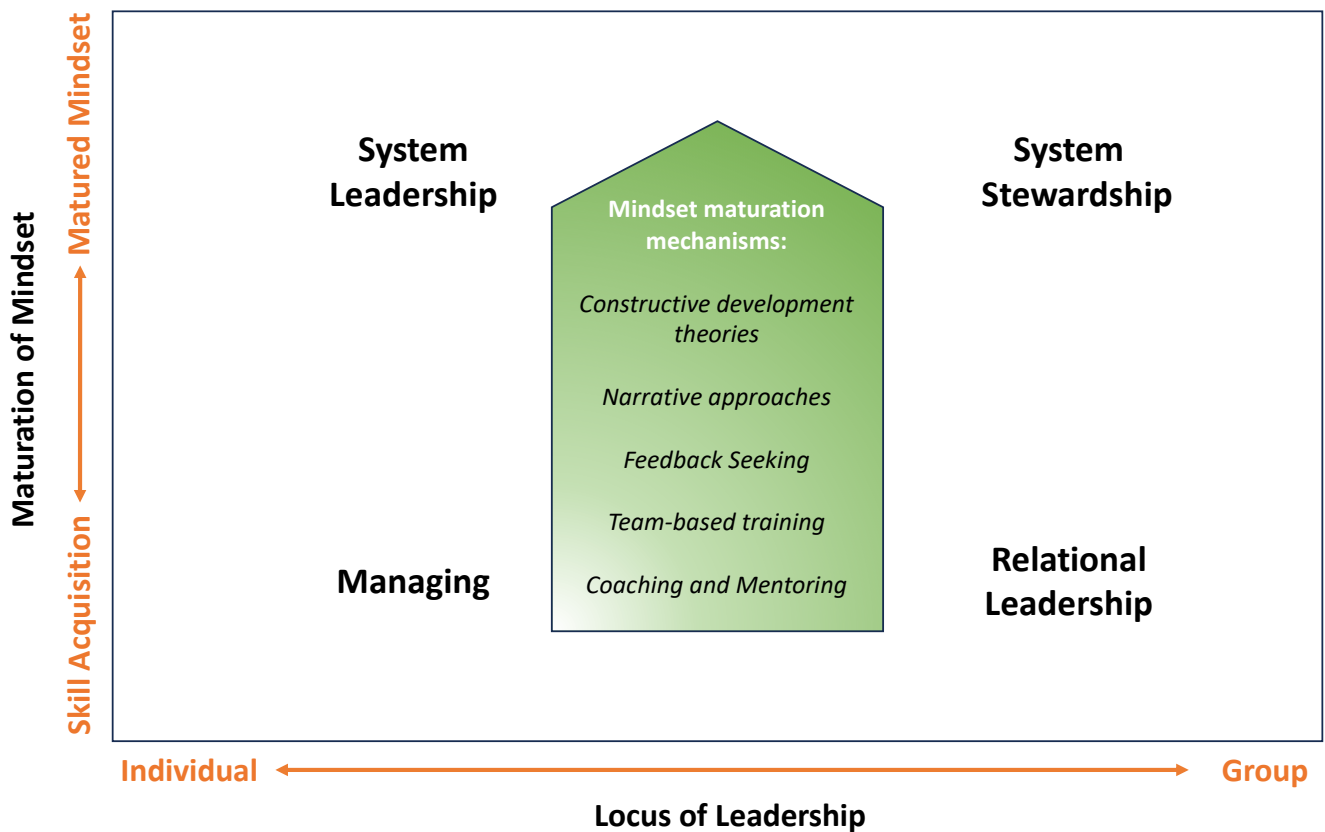 Maturation of Mindset
Matured Mindset
Skill Acquisition
System
Leadership
System
Stewardship
Mindset maturation
mechanisms:
Constructive development
theories
Narrative approaches
Feedback Seeking
Team-based training
Coaching and Mentoring
Managing
Relational
Leadership
Individual
Group
Locus of Leadership